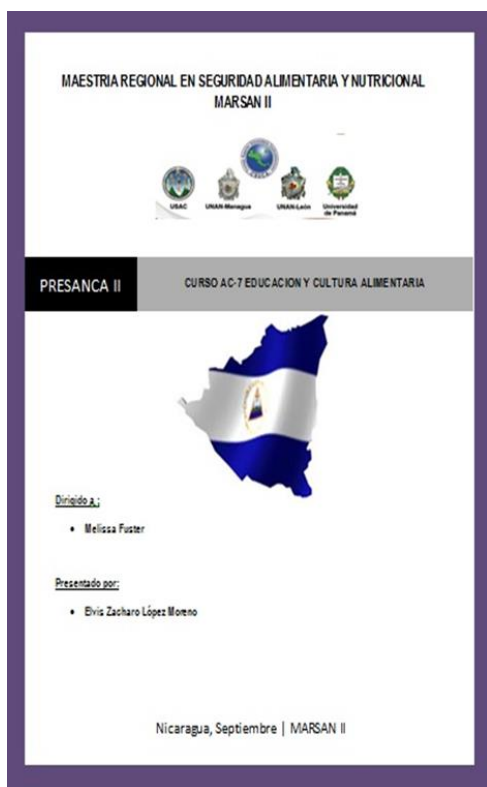 MAESTRIA REGIONAL EN SEGURIDAD ALIMENTARIA Y NUTRICIONAL
MARSAN II
USAC
UNAN-Managua
UNAN-León
Universidad
de Panamá
PRESANCA II
CURSO AC-7 EDUCACION Y CULTURA ALIMENTARIA
Dirigido a :
• Melissa Fuster
Presentado por:
• Elvis Zacharo López Moreno
Nicaragua, Septiembre | MARSAN II